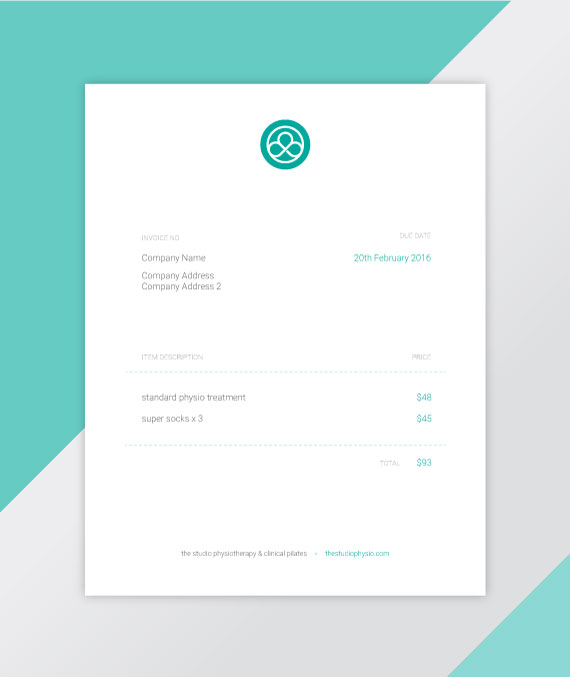 INVOICE NO
DUE DATE
Company Name
20th February 2016
Company Address
Company Address 2
ITEM DESCRIPTION
PRICE
standard physio treatment
$48
super socks x 3
$45
TOTAL
$93
the studio physiotherapy & clinical pilates • thestudiophysio.com